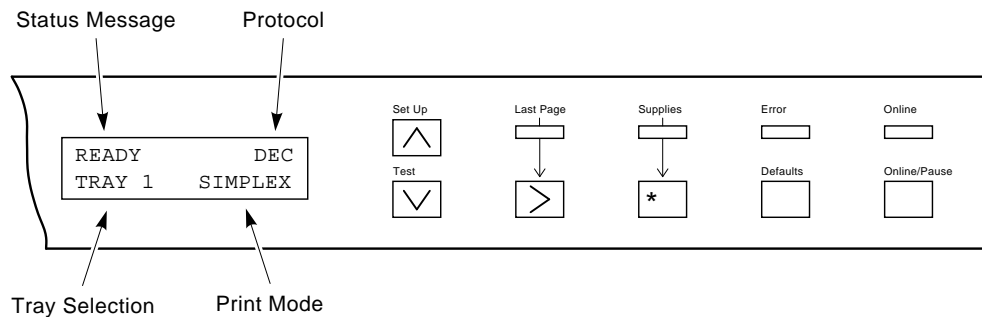 Status Message Protocol
Set Up Last Page Supplies Error Online
READY DEC
TRAY 1 SIMPLEX
Test Defaults Online/Pause
*
Tray Selection Print Mode